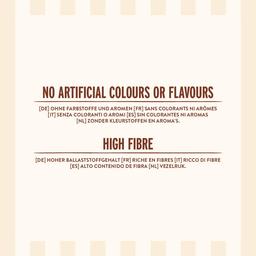 NO ARTIFICIAL COLOURS OR FLAVOURS
[DE] OHNE FARBSTOFFE UND AROMEN [FR] SANS COLORANTS NI ARÔMES
[IT] SENZA COLORANTI O AROMI [ES] SIN COLORANTES NI AROMAS
[NL] ZONDER KLEURSTOFFEN EN AROMA'S.
HIGH FIBRE
[DE] HOHER BALLASTSTOFFGEHALT [FR] RICHE EN FIBRES [IT] RICCO DI FIBRE
[ES] ALTO CONTENIDO DE FIBRA [NL] VEZELRIJK.